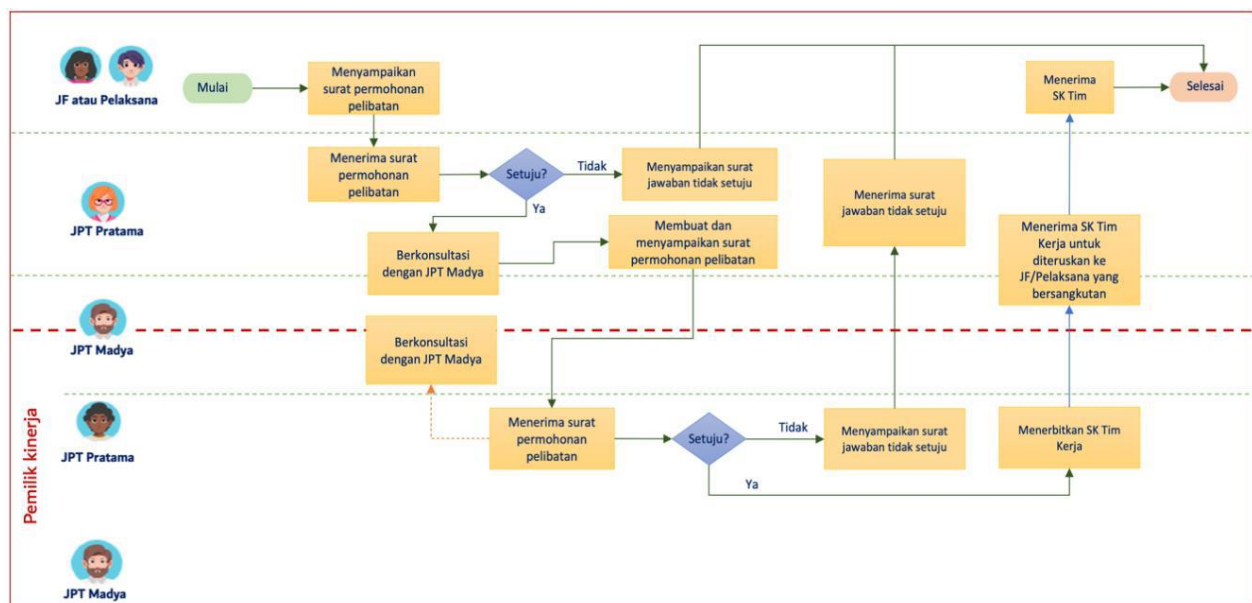 JF atau Pelaksana
Mulai
Menyampaikan
surat permohonan
pelibatan
Menerima
SK Tim
Selesai
JPT Pratama
Menerima surat
permohonan
pelibatan
Setuju?
Tidak
Ya
Menyampaikan surat
jawaban tidak setuju
Berkonsultasi
dengan JPT Madya
Membuat dan
menyampaikan surat
permohonan pelibatan
Menerima surat
jawaban tidak setuju
Menerima SK Tim
Kerja untuk
diteruskan ke
JF/Pelaksana yang
bersangkutan
JPT Madya
Berkonsultasi
dengan JPT Madya
Pemilik kinerja
JPT Pratama
Menerima surat
permohonan
pelibatan
Setuju?
Tidak
Ya
Menyampaikan surat
jawaban tidak setuju
Menerbitkan SK Tim
Kerja
JPT Madya